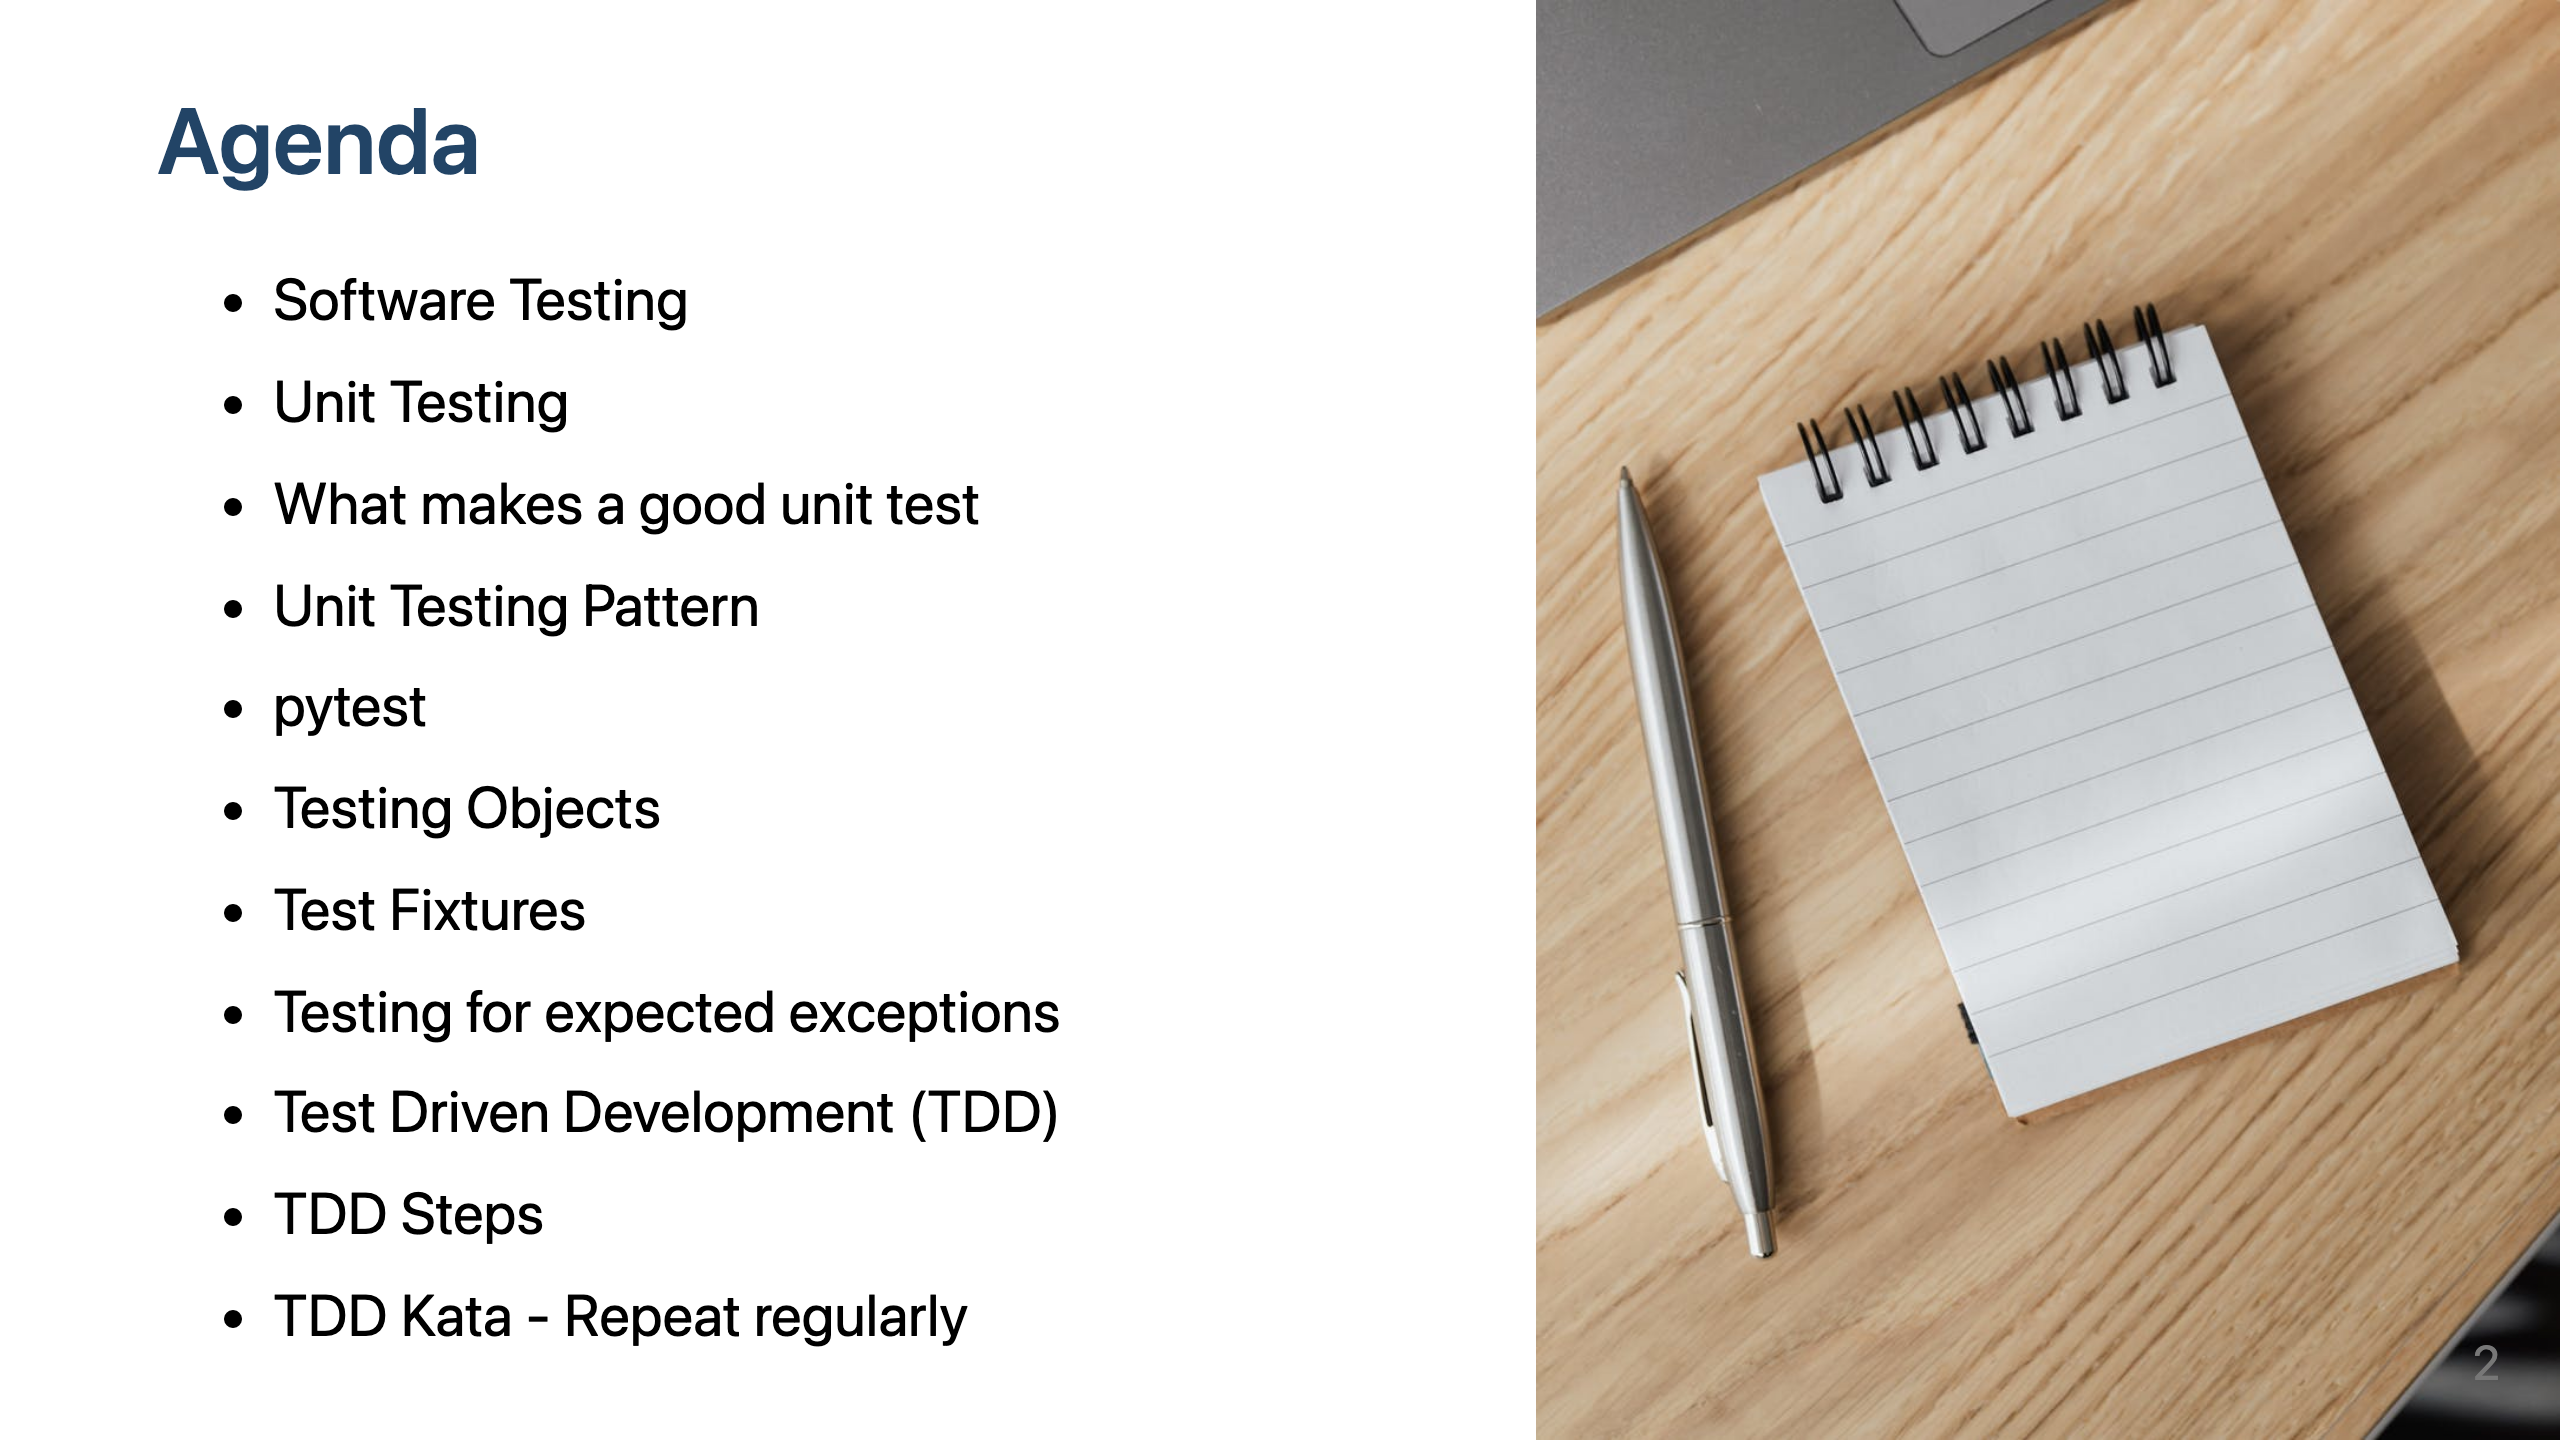 Agenda
• Software Testing
• Unit Testing
• What makes a good unit test
• Unit Testing Pattern
• pytest
• Testing Objects
• Test Fixtures
• Testing for expected exceptions
• Test Driven Development (TDD)
• TDD Steps
• TDD Kata - Repeat regularly
2